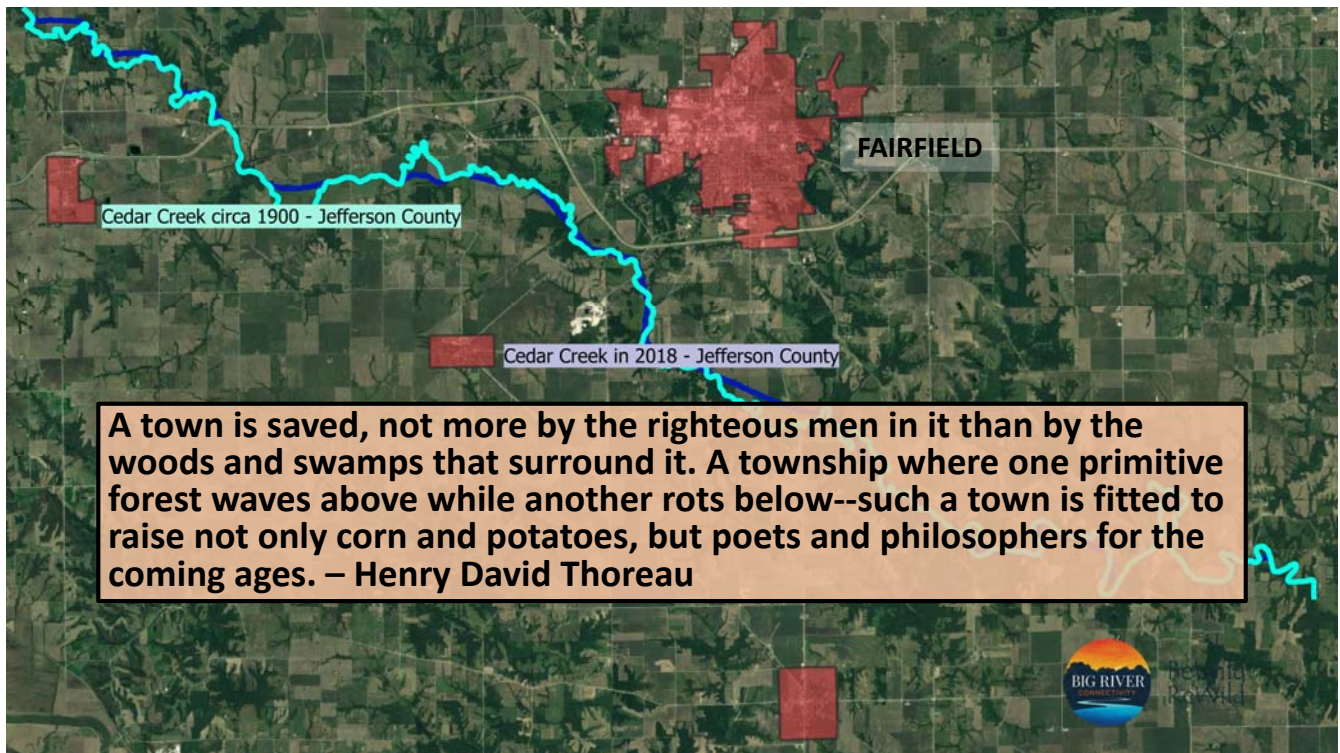 FAIRFIELD
Cedar Creek circa 1900 - Jefferson County
Cedar Creek in 2018 - Jefferson County
A town is saved, not more by the righteous men in it than by the
woods and swamps that surround it. A township where one primitive
forest waves above while another rots below--such a town is fitted to
raise not only corn and potatoes, but poets and philosophers for the
coming ages. – Henry David Thoreau
BIG RIVER
CONNECTIVITY
ReWild